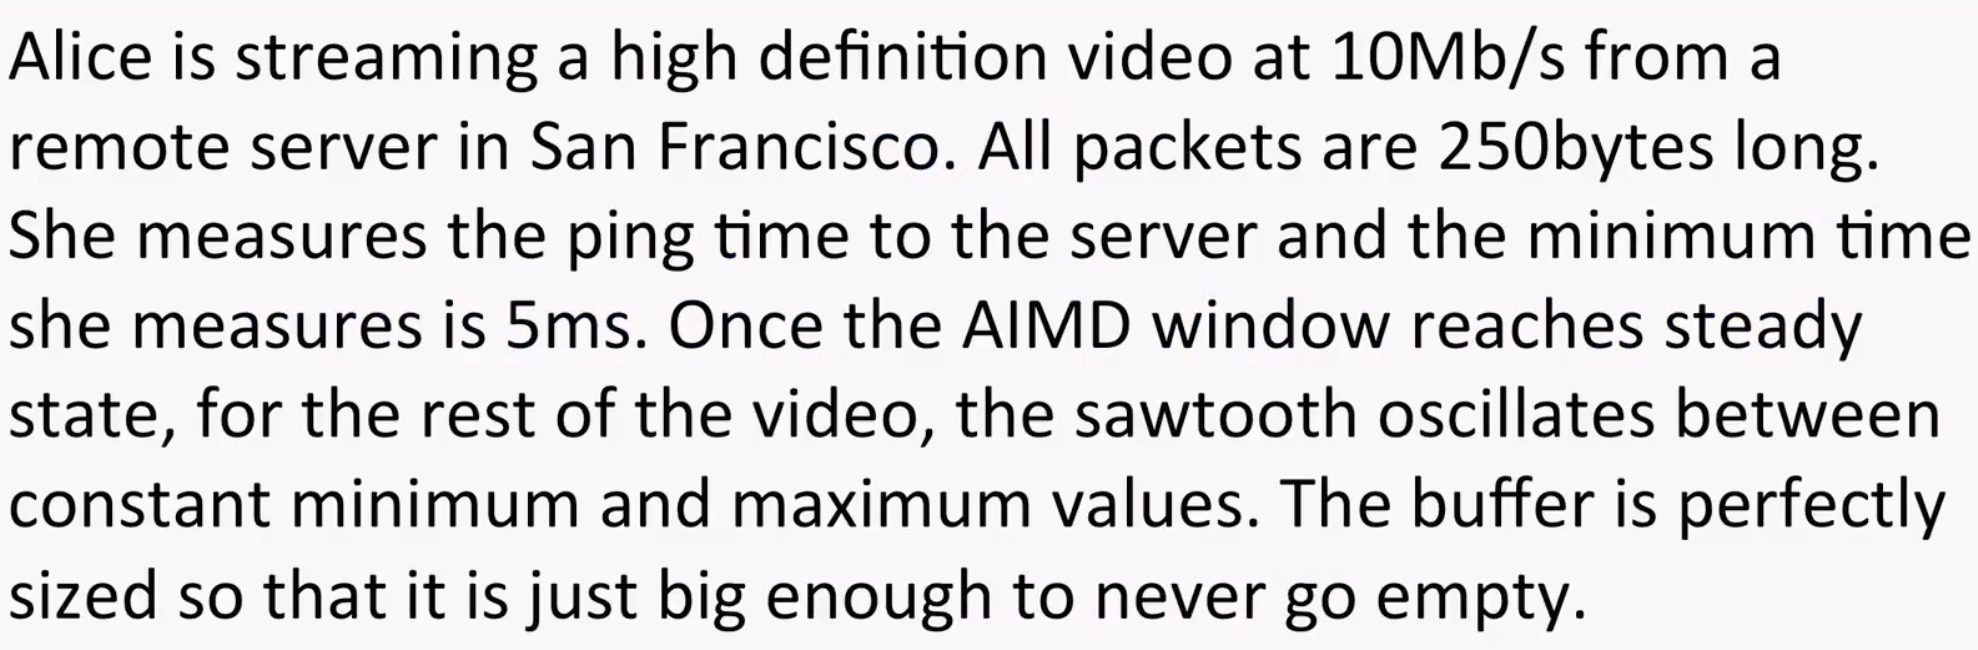 Alice is streaming a high definition video at 10Mb/s from a
remote server in San Francisco. All packets are 250bytes long.
She measures the ping time to the server and the minimum time
she measures is 5ms. Once the AIMD window reaches steady
state, for the rest of the video, the sawtooth oscillates between
constant minimum and maximum values. The buffer is perfectly
sized so that it is just big enough to never go empty.